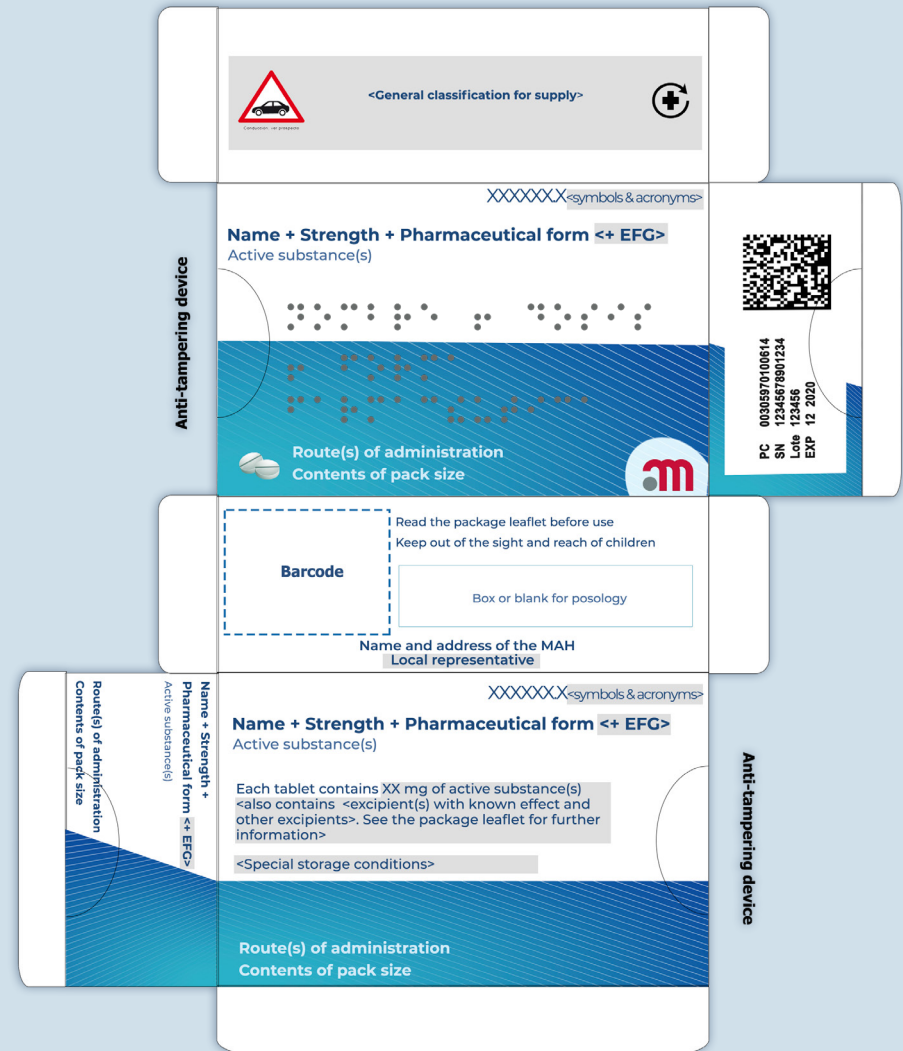 <General classification for supply>
Conduccion: ver prospecto
XXXXXX.X<symbols & acronyms>
Name + Strength + Pharmaceutical form <+ EFG>
Active substance(s)
Anti-tampering device
Route(s) of administration
Contents of pack size
m
PC 00305970100614
SN 12345678901234
Lote 123456
EXP 12 2020
Barcode
Read the package leaflet before use
Keep out of the sight and reach of children
Box or blank for posology
Name and address of the MAH
Local representative
Name + Strength +
Pharmaceutical form <+ EFG>
Active substance(s)
Route(s) of administration
Contents of pack size
XXXXXX.X<symbols & acronyms>
Name + Strength + Pharmaceutical form <+ EFG>
Active substance(s)
Each tablet contains XX mg of active substance(s)
<also contains <excipient(s) with known effect and
other excipients>. See the package leaflet for further
information>
<Special storage conditions>
Route(s) of administration
Contents of pack size
Anti-tampering device